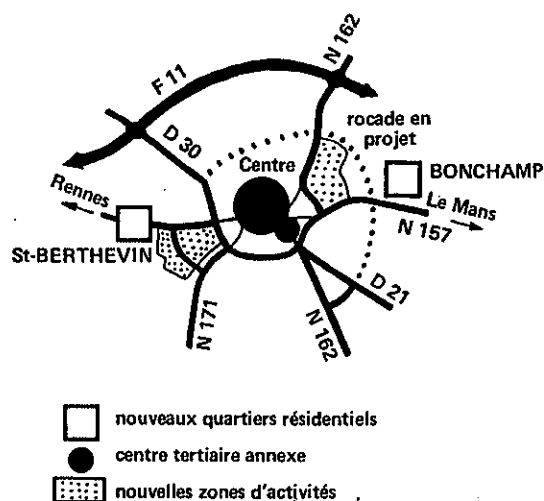 N 162
F 11
rocade en
projet
D 30
Centre
BONCHAMP
Rennes
Le Mans
N 157
St-BERTHEVIN
D 21
N 171
N 162
nouveaux quartiers résidentiels
centre tertiaire annexe
nouvelles zones d'activités